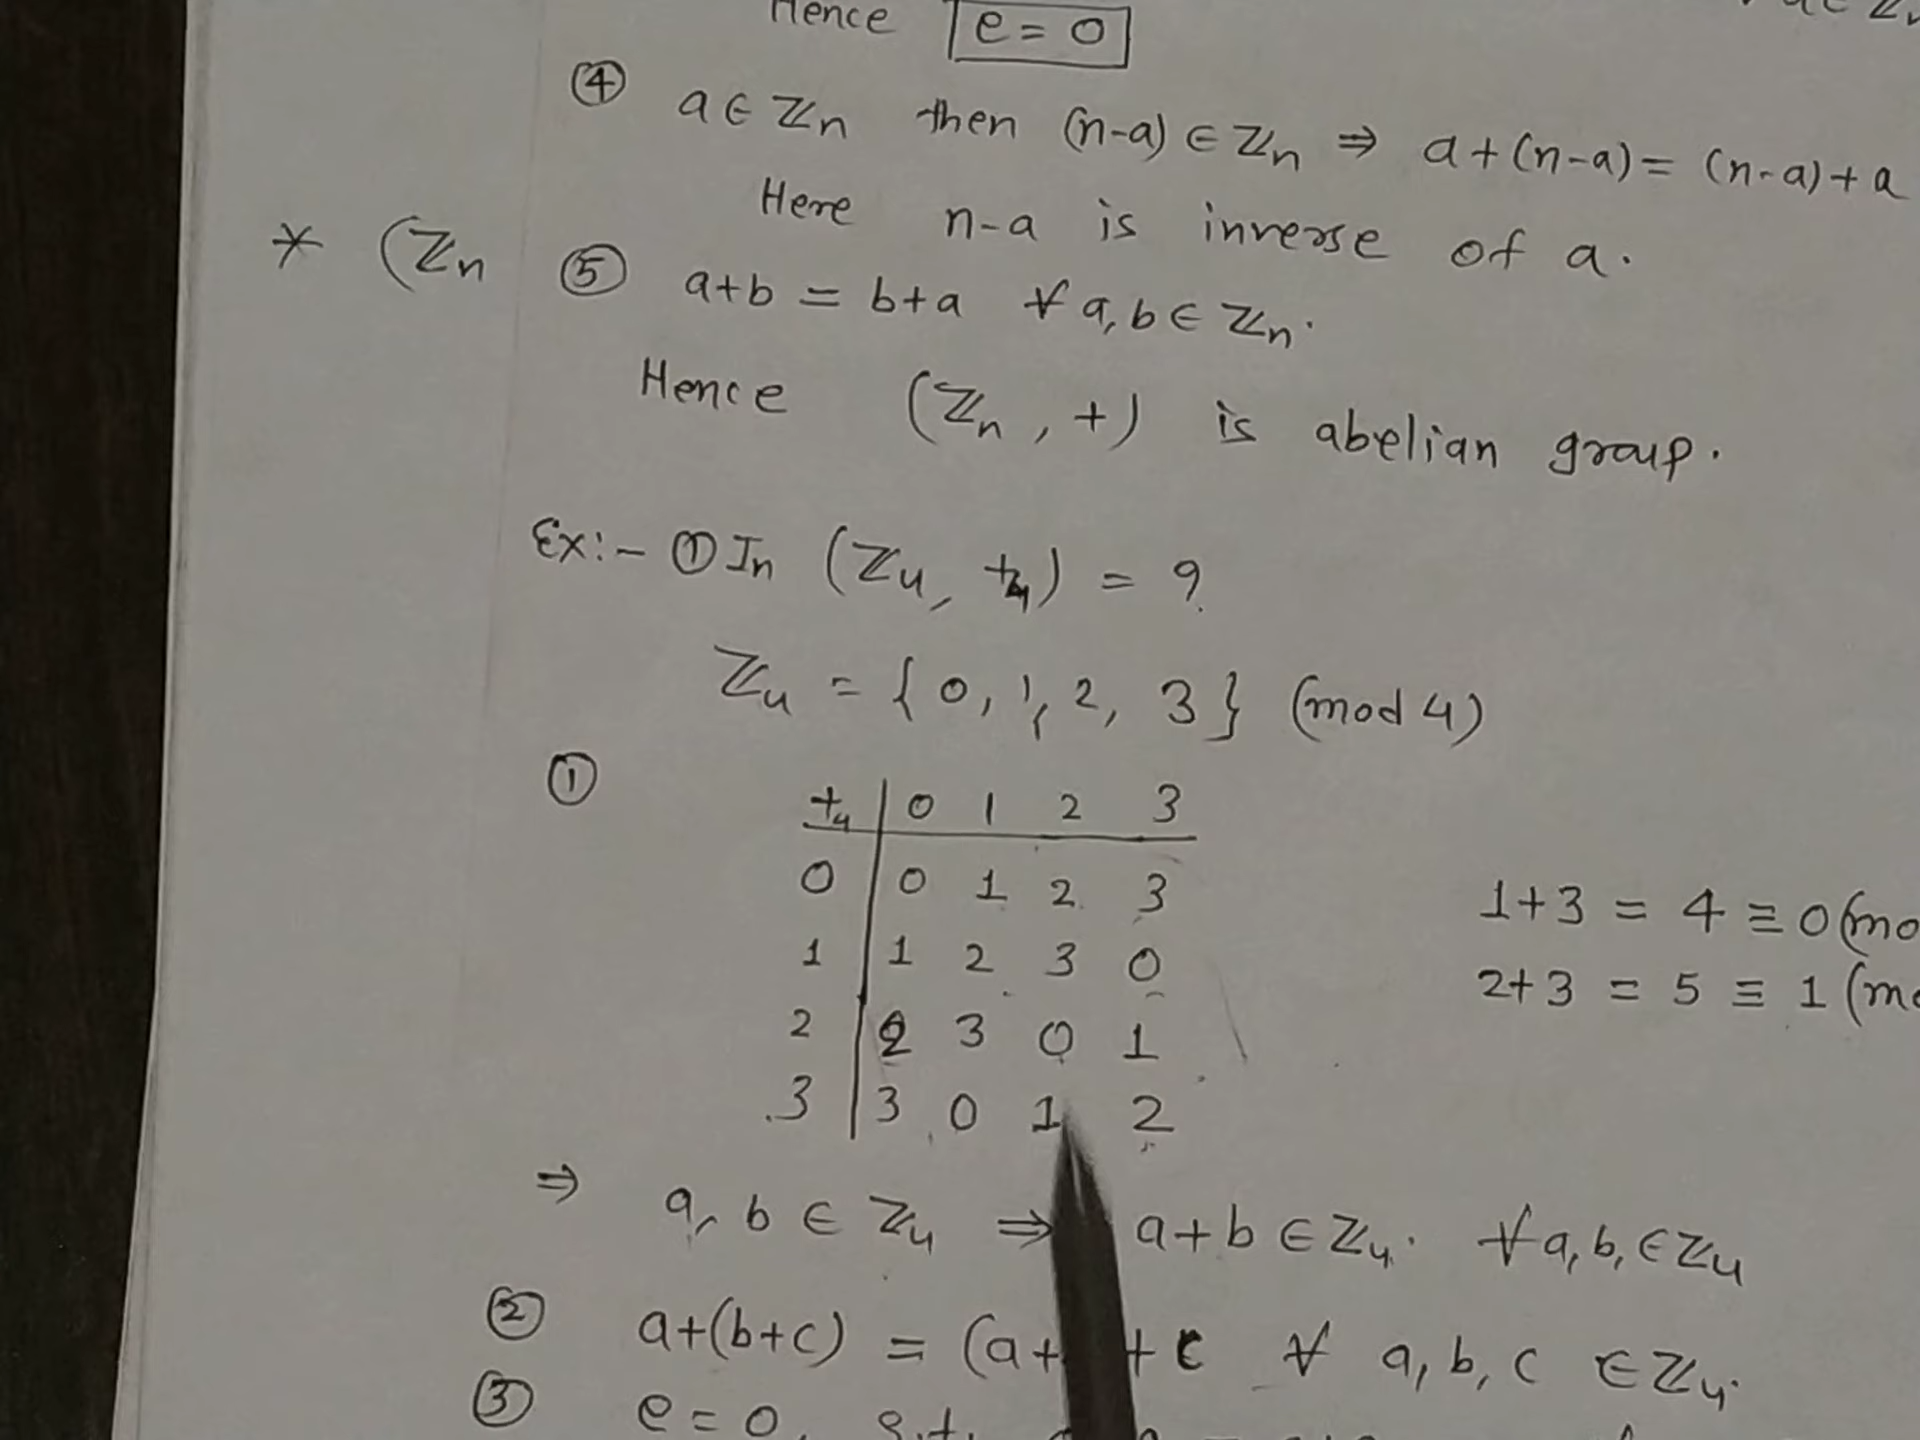 Hence e = 0
④ a ∈ ℤn then (n-a) ∈ ℤn ⇒ a+(n-a) = (n-a)+a
Here n-a is inverse of a.
* (ℤn
⑤ a+b = b+a ∀ a, b ∈ ℤn.
Hence (ℤn, +) is abelian group.
Ex:- ① In (ℤ4, +4) = ?
ℤ4 = {0, 1, 2, 3} (mod 4)
①
+4 | 0 1 2 3
0 | 0 1 2 3
1 | 1 2 3 0
2 | 2 3 0 1
3 | 3 0 1 2
1+3 = 4 ≡ 0 (mo
2+3 = 5 ≡ 1 (mo
⇒ a, b ∈ ℤ4 ⇒ a+b ∈ ℤ4. ∀ a, b, ∈ ℤ4
② a+(b+c) = (a+ +c ∀ a, b, c ∈ ℤ4.
③ e = 0, s.t.